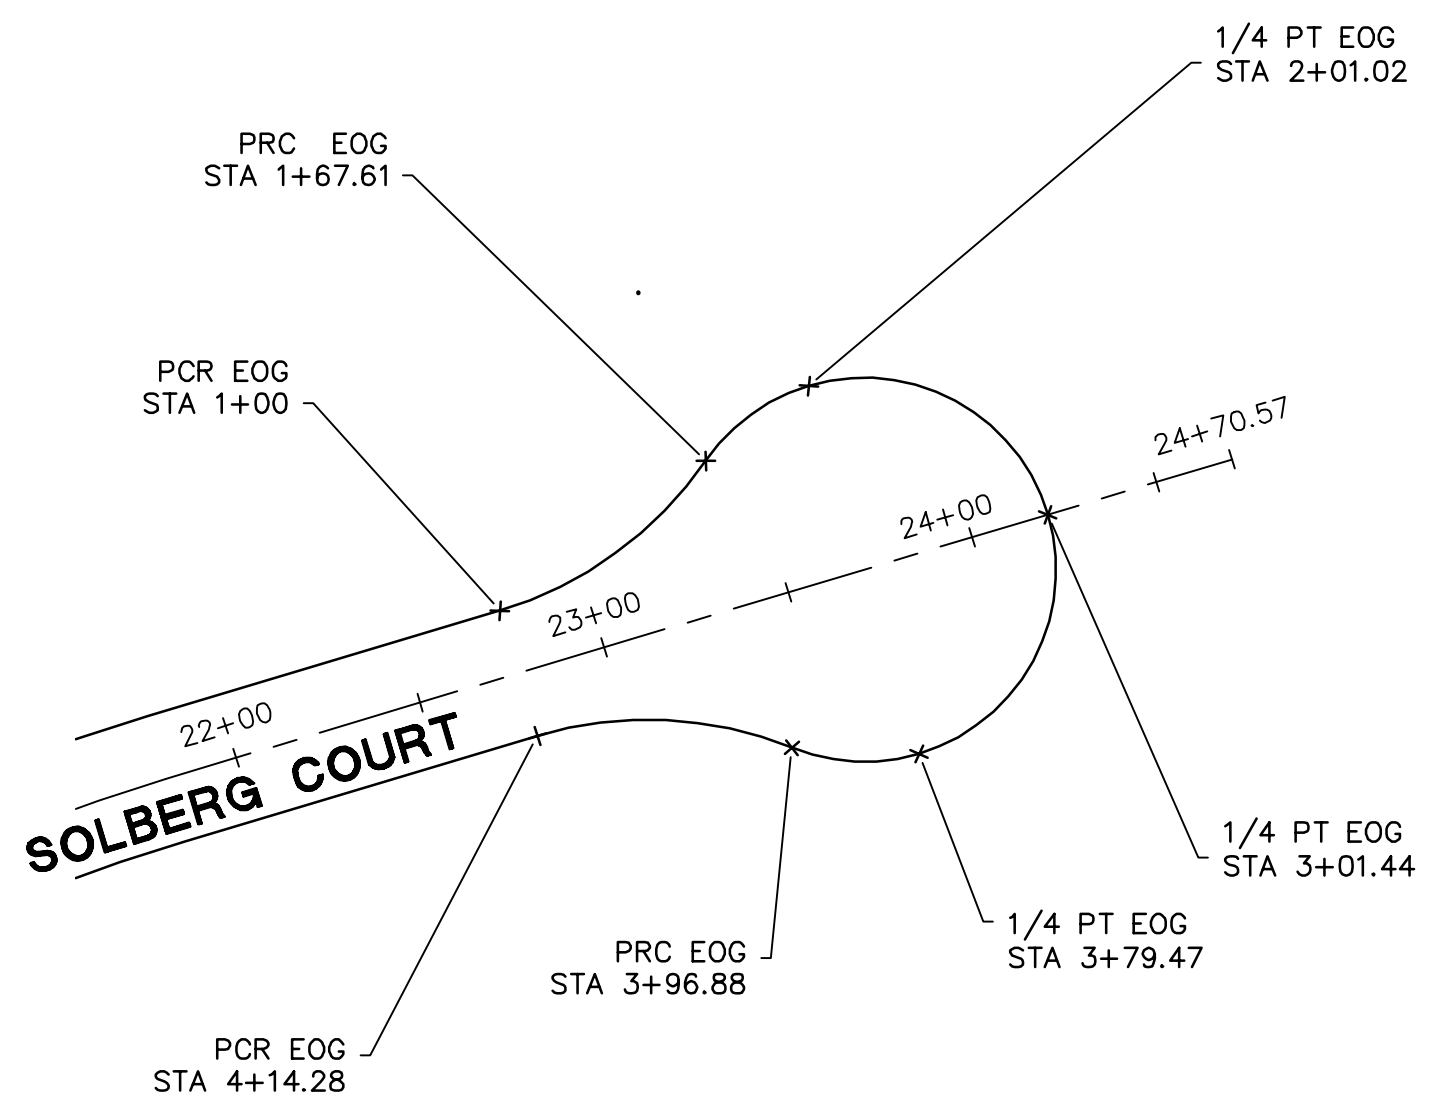 1/4 PT EOG
STA 2+01.02
PRC EOG
STA 1+67.61
PCR EOG
STA 1+00
24+70.57
24+00
23+00
22+00
SOLBERG COURT
1/4 PT EOG
STA 3+01.44
1/4 PT EOG
STA 3+79.47
PRC EOG
STA 3+96.88
PCR EOG
STA 4+14.28